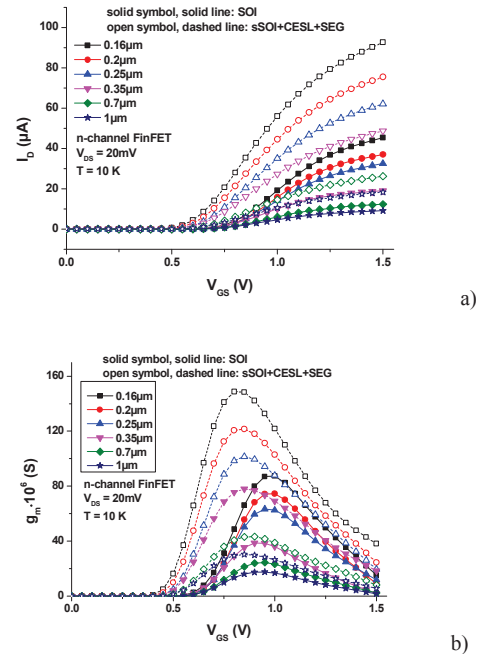 solid symbol, solid line: SOI
open symbol, dashed line: sSOI+CESL+SEG
100
80
60
40
20
0
I_D (µA)
0.16µm
0.2µm
0.25µm
0.35µm
0.7µm
1µm
n-channel FinFET
V_DS = 20mV
T = 10 K
0.0
0.5
1.0
1.5
V_GS (V)
a)
solid symbol, solid line: SOI
open symbol, dashed line: sSOI+CESL+SEG
160
120
80
40
0
g_m·10^6 (S)
0.16µm
0.2µm
0.25µm
0.35µm
0.7µm
1µm
n-channel FinFET
V_DS = 20mV
T = 10 K
0.0
0.5
1.0
1.5
V_GS (V)
b)